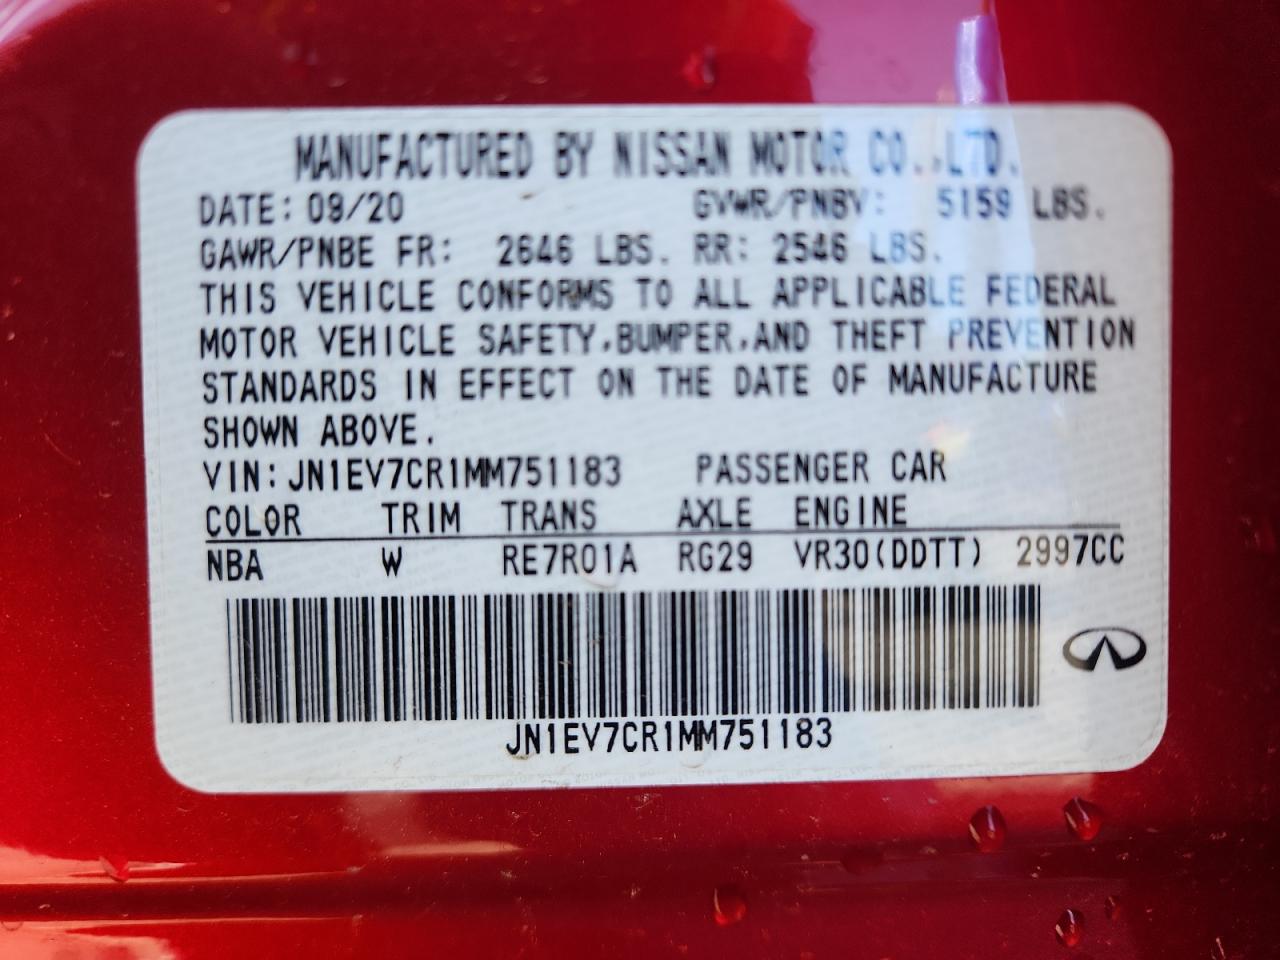 MANUFACTURED BY NISSAN MOTOR CO.,LTD.
DATE: 09/20 GVWR/PNBV: 5159 LBS.
GAWR/PNBE FR: 2646 LBS. RR: 2546 LBS.
THIS VEHICLE CONFORMS TO ALL APPLICABLE FEDERAL
MOTOR VEHICLE SAFETY,BUMPER,AND THEFT PREVENTION
STANDARDS IN EFFECT ON THE DATE OF MANUFACTURE
SHOWN ABOVE.
VIN:JN1EV7CR1MM751183 PASSENGER CAR
COLOR TRIM TRANS AXLE ENGINE
NBA W RE7R01A RG29 VR30(DDTT) 2997CC
JN1EV7CR1MM751183